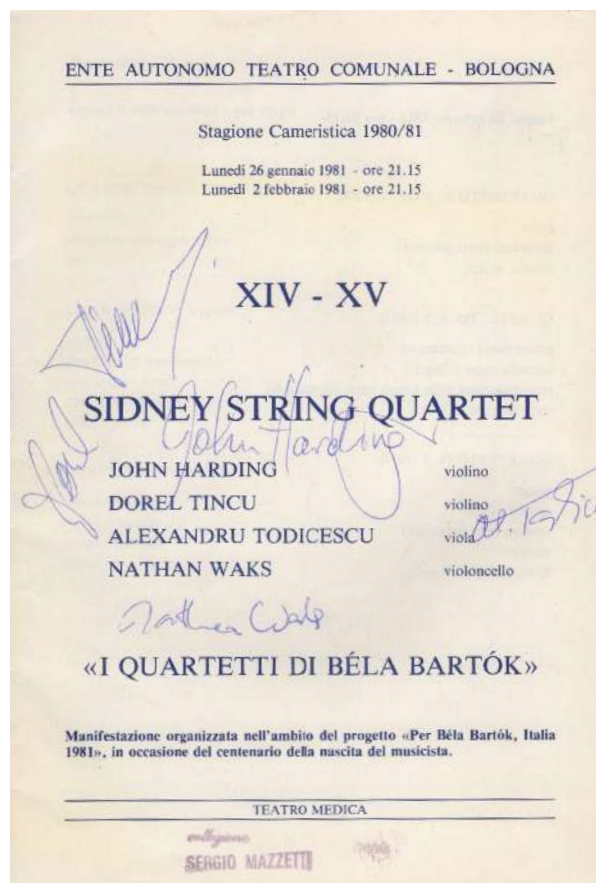 ENTE AUTONOMO TEATRO COMUNALE - BOLOGNA
Stagione Cameristica 1980/81
Lunedì 26 gennaio 1981 - ore 21.15
Lunedì 2 febbraio 1981 - ore 21.15
XIV - XV
SIDNEY STRING QUARTET
John Harding
JOHN HARDING violino
DOREL TINCU violino
ALEXANDRU TODICESCU viola
NATHAN WAKS violoncello
Nathan Waks
«I QUARTETTI DI BÉLA BARTÓK»
Manifestazione organizzata nell'ambito del progetto «Per Béla Bartók, Italia
1981», in occasione del centenario della nascita del musicista.
TEATRO MEDICA
collezione
SERGIO MAZZETTI